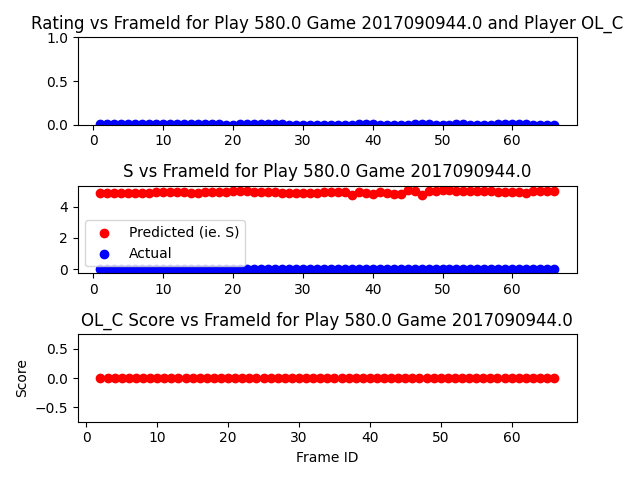 Rating vs FrameId for Play 580.0 Game 2017090944.0 and Player OL_C
1.0
0.5
0.0
0 10 20 30 40 50 60
S vs FrameId for Play 580.0 Game 2017090944.0
4
2
0
Predicted (ie. S)
Actual
0 10 20 30 40 50 60
OL_C Score vs FrameId for Play 580.0 Game 2017090944.0
Score
0.5
0.0
−0.5
0 10 20 30 40 50 60
Frame ID